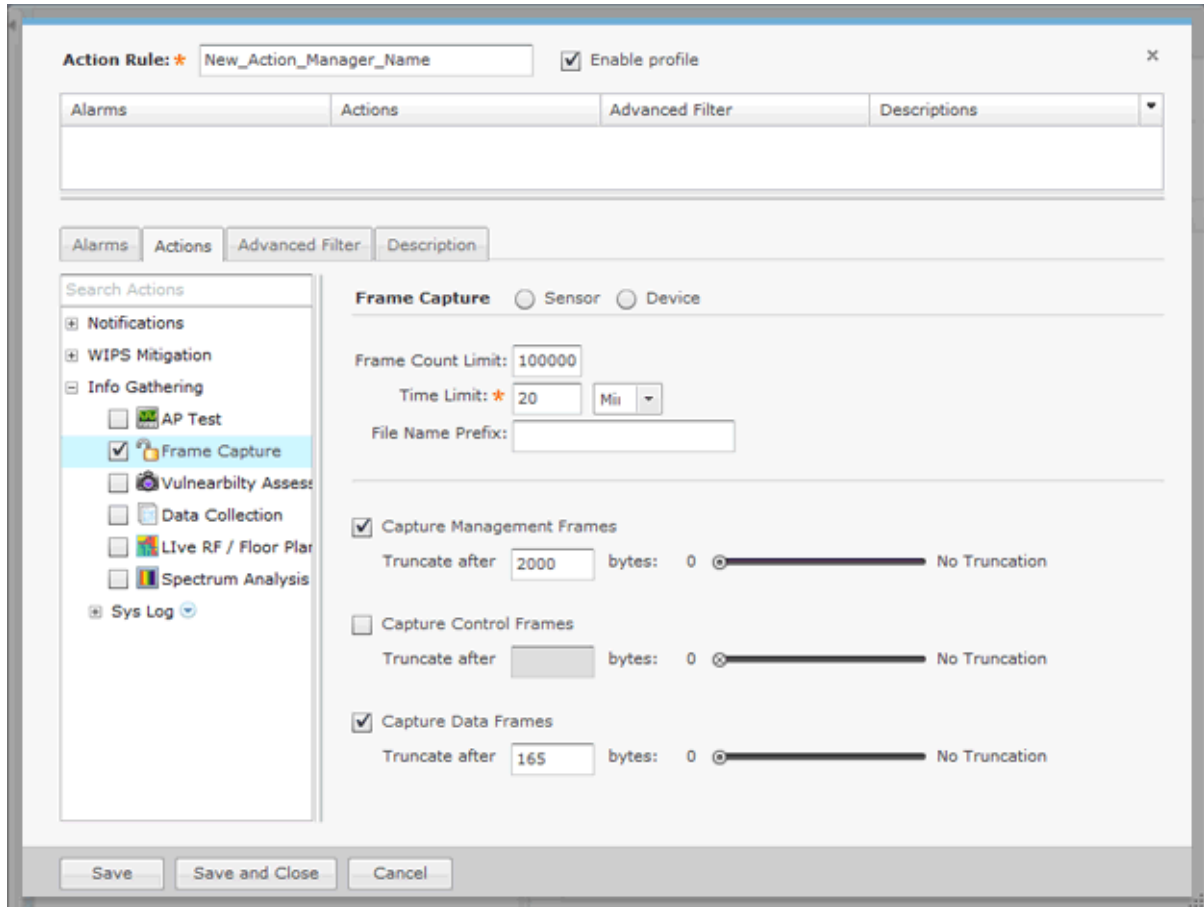 Action Rule: * New_Action_Manager_Name Enable profile
Alarms Actions Advanced Filter Descriptions
Alarms Actions Advanced Filter Description
Search Actions
Notifications
WIPS Mitigation
Info Gathering
AP Test
Frame Capture
Vulnearbilty Assess
Data Collection
LIve RF / Floor Plan
Spectrum Analysis
Sys Log
Frame Capture Sensor Device
Frame Count Limit: 100000
Time Limit: * 20 Min
File Name Prefix:
Capture Management Frames
Truncate after 2000 bytes: 0 No Truncation
Capture Control Frames
Truncate after bytes: 0 No Truncation
Capture Data Frames
Truncate after 165 bytes: 0 No Truncation
Save Save and Close Cancel